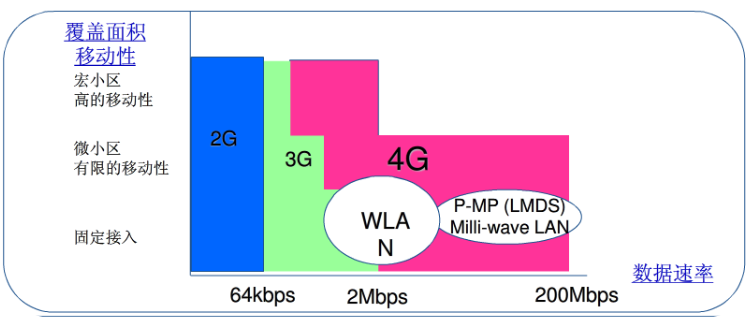 覆盖面积
移动性
宏小区
高的移动性
微小区
有限的移动性
固定接入
2G
3G
4G
WLA
N
P-MP (LMDS)
Milli-wave LAN
数据速率
64kbps
2Mbps
200Mbps